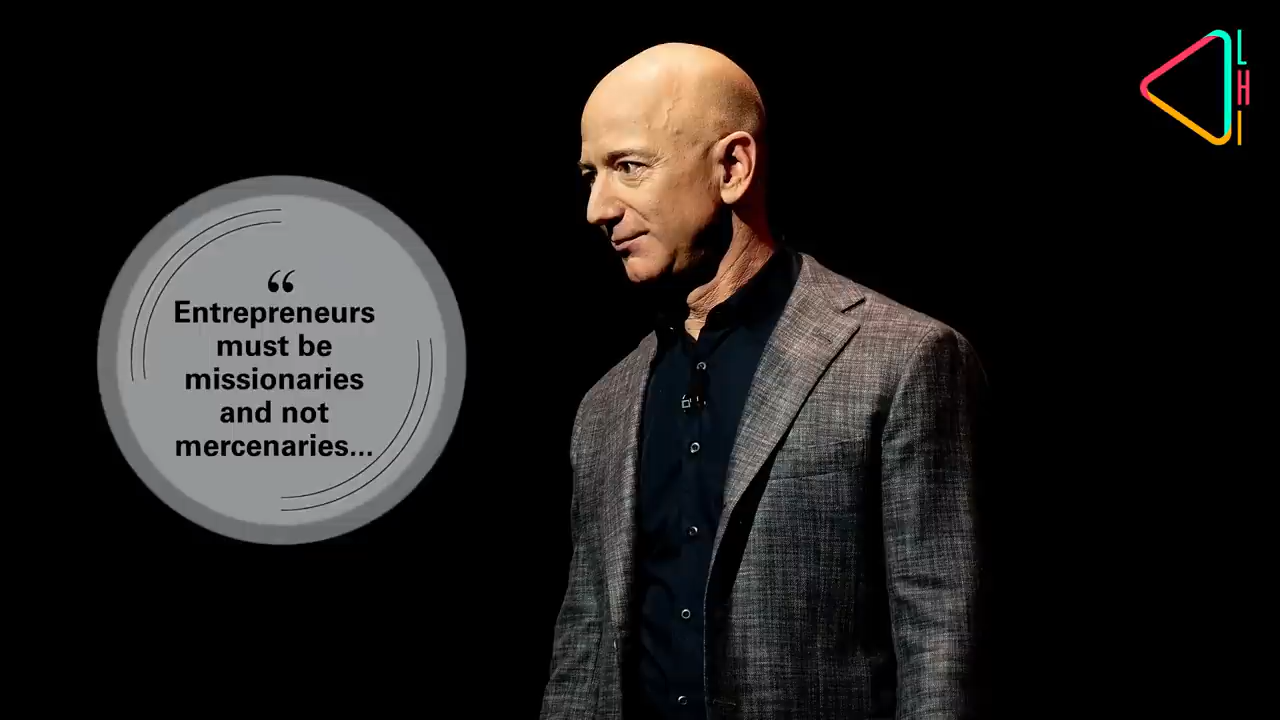 “
Entrepreneurs
must be
missionaries
and not
mercenaries...
L
H
I